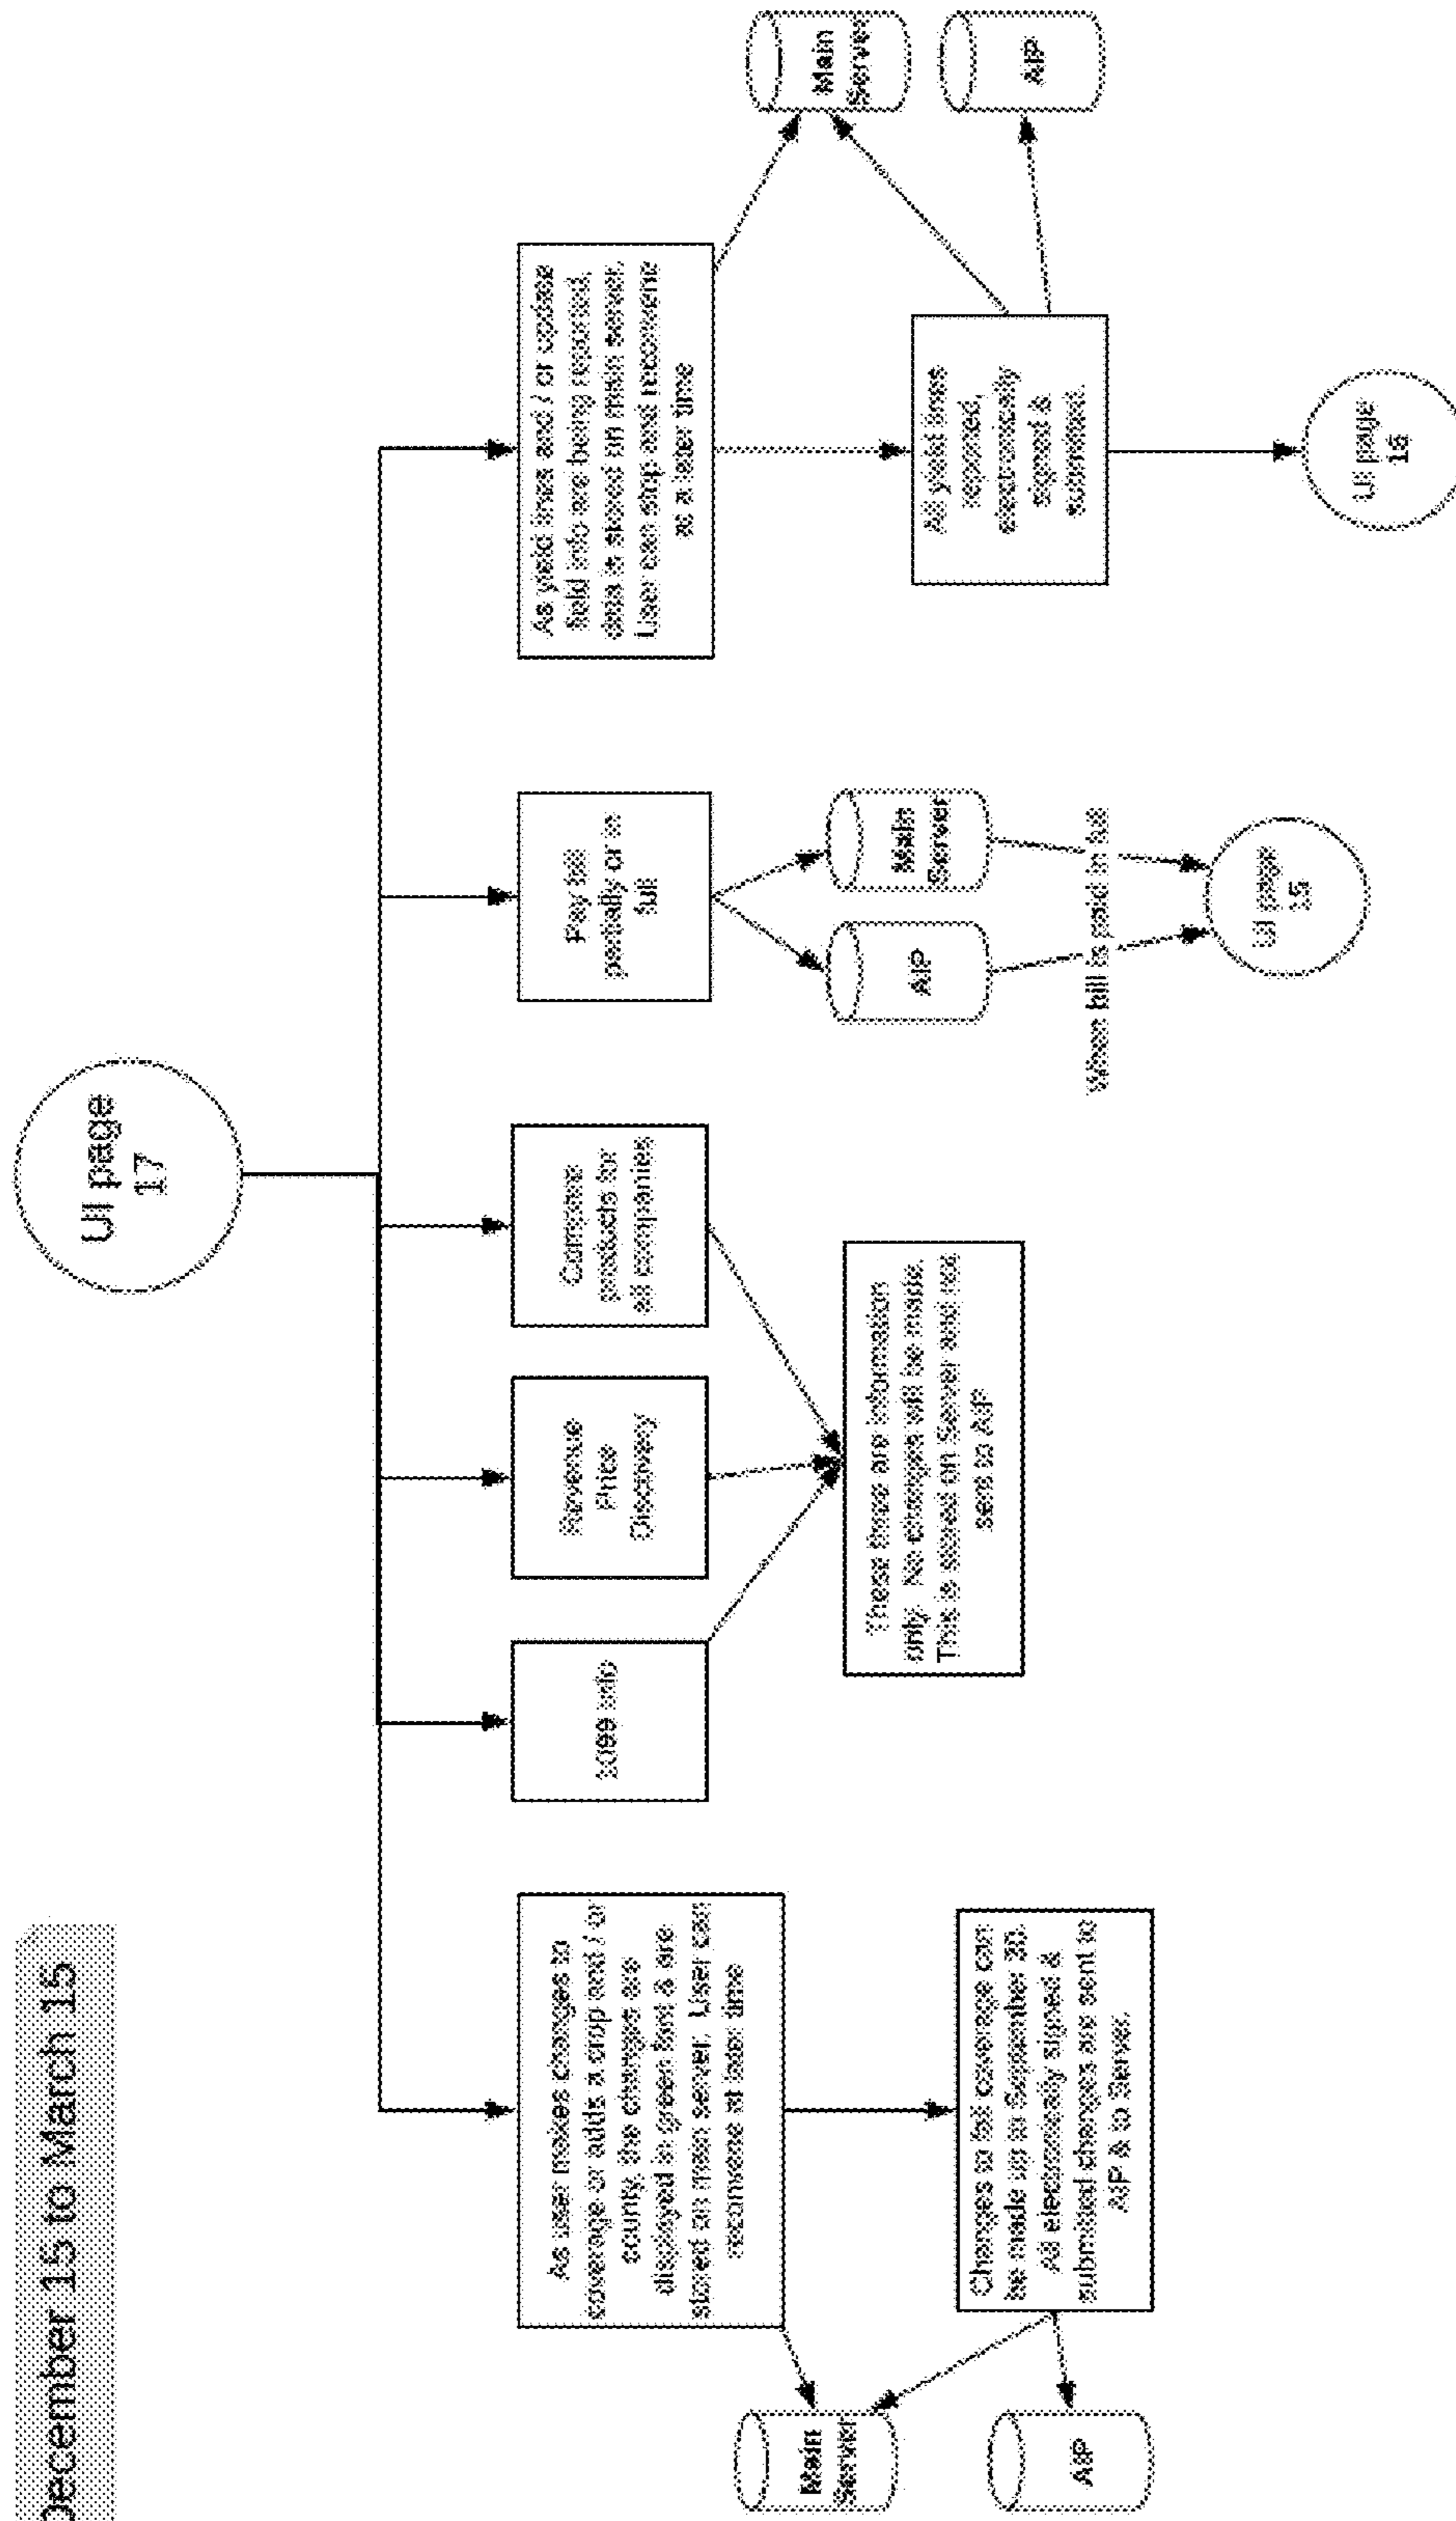 December 15 to March 15
UI page
17
As user makes changes to
coverage or adds a crop and / or
county, the changes are
displayed in green font & are
stored on main server. User can
reconvene at later time
1099 info
Revenue
Price
Discovery
Compare
products for
all companies
Pay bill
partially or in
full
As yield lines and / or update
field info are being reported,
data is stored on main server.
User can stop and reconvene
at a later time
Main
Server
AIP
Changes to fall coverage can
be made up to September 30.
All electronically signed &
submitted changes are sent to
AIP & to Server.
These three are information
only. No changes will be made.
This is stored on Server and not
sent to AIP
AIP
Main
Server
When bill is paid in full
UI page
15
All yield lines
reported,
electronically
signed &
submitted.
Main
Server
AIP
UI page
16